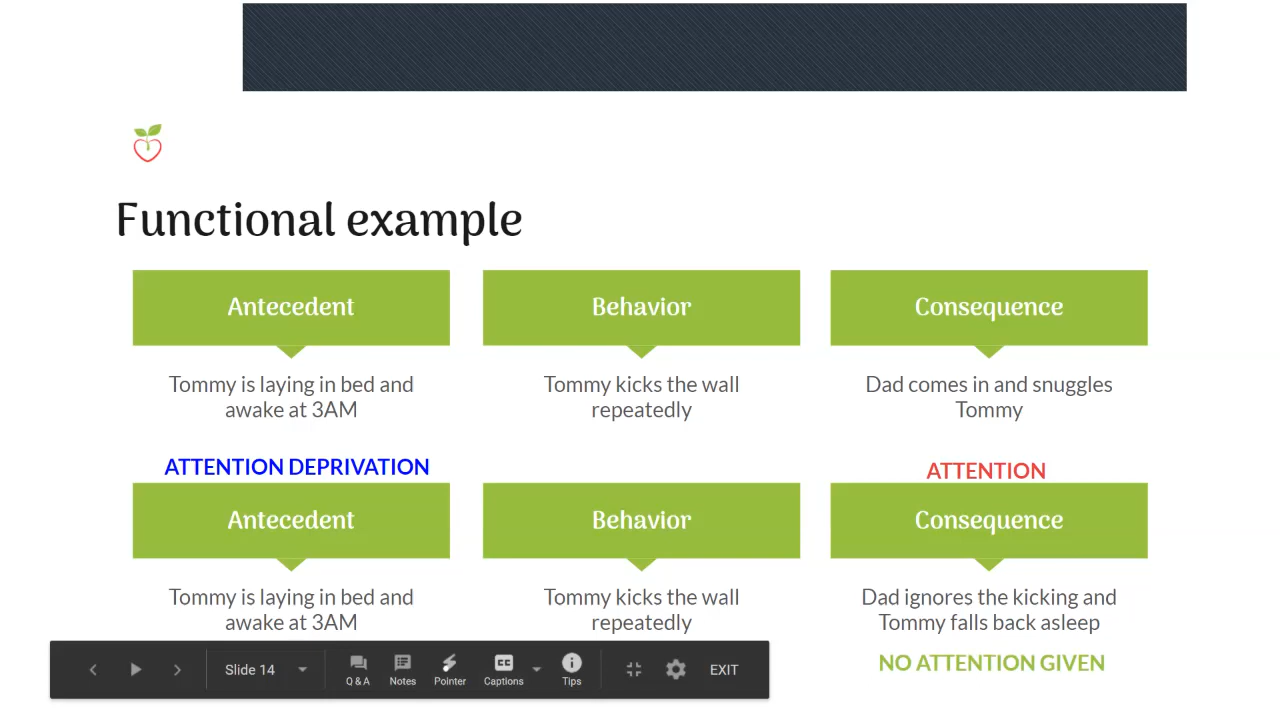 Functional example
Antecedent
Behavior
Consequence
Tommy is laying in bed and
awake at 3AM
Tommy kicks the wall
repeatedly
Dad comes in and snuggles
Tommy
ATTENTION DEPRIVATION
ATTENTION
Antecedent
Behavior
Consequence
Tommy is laying in bed and
awake at 3AM
Tommy kicks the wall
repeatedly
Dad ignores the kicking and
Tommy falls back asleep
NO ATTENTION GIVEN
Slide 14
Q & A
Notes
Pointer
CC
Captions
Tips
EXIT